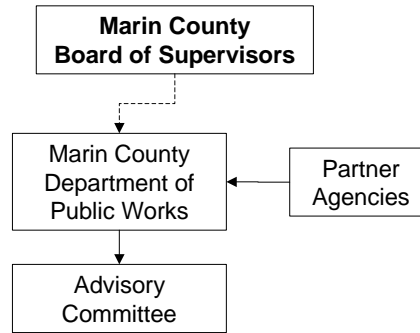 Marin County
Board of Supervisors
Marin County
Department of
Public Works
Partner
Agencies
Advisory
Committee